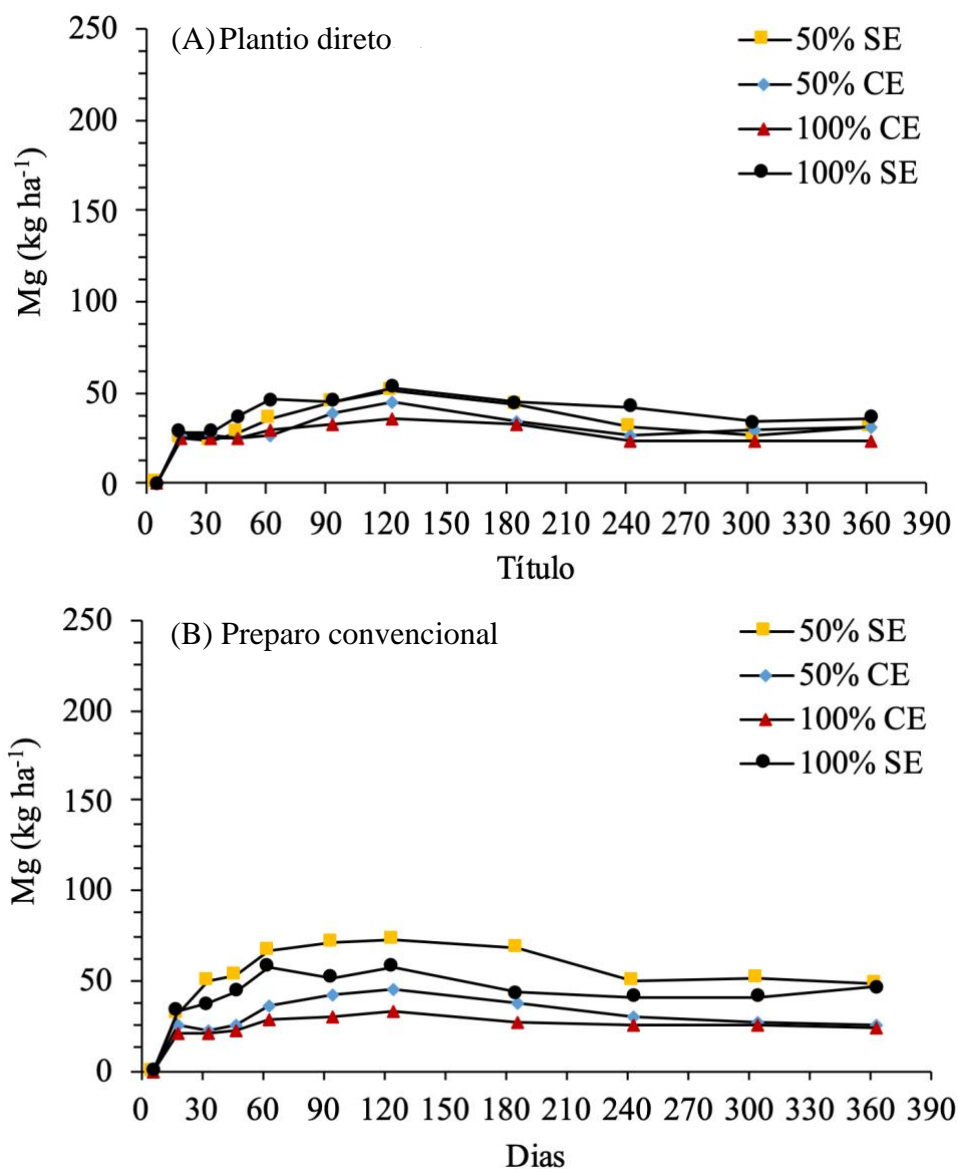 (A) Plantio direto
50% SE
50% CE
100% CE
100% SE
Mg (kg ha⁻¹)
250
200
150
100
50
0
0 30 60 90 120 150 180 210 240 270 300 330 360 390
Título
(B) Preparo convencional
50% SE
50% CE
100% CE
100% SE
Mg (kg ha⁻¹)
250
200
150
100
50
0
0 30 60 90 120 150 180 210 240 270 300 330 360 390
Dias